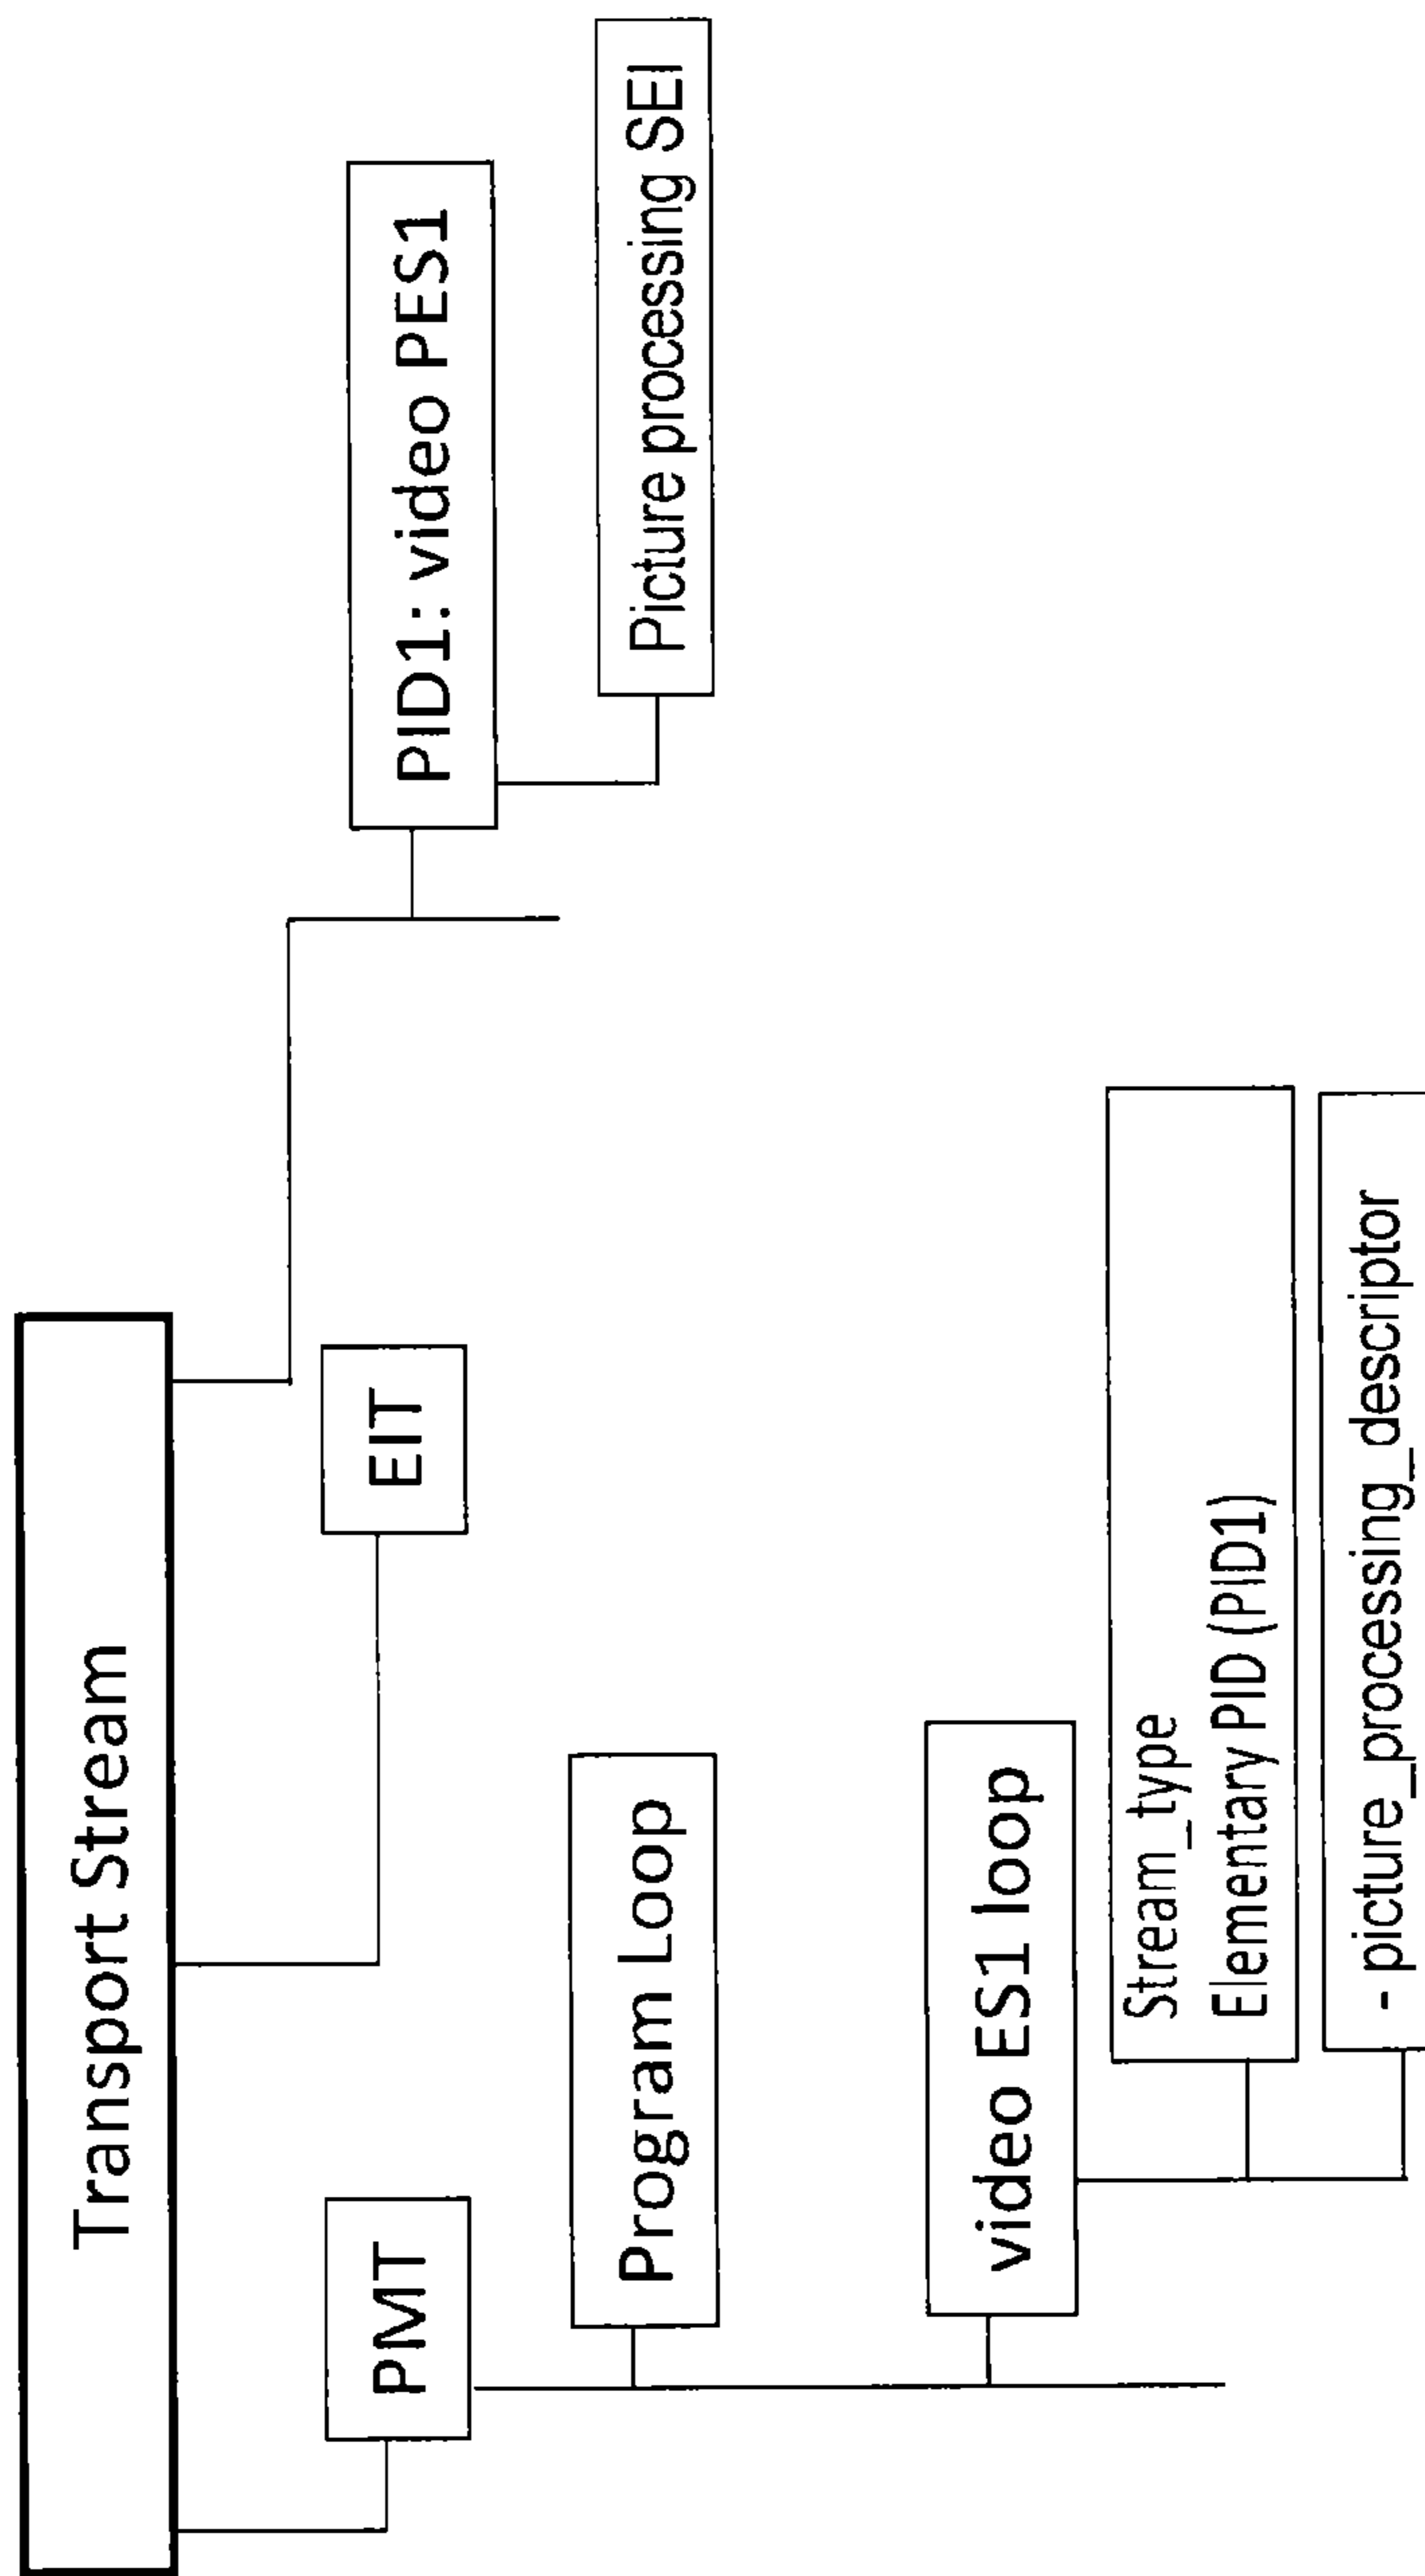 Transport Stream
PMT
EIT
PID1: video PES1
Program Loop
Picture processing SEI
video ES1 loop
Stream_type
Elementary PID (PID1)
- picture_processing_descriptor